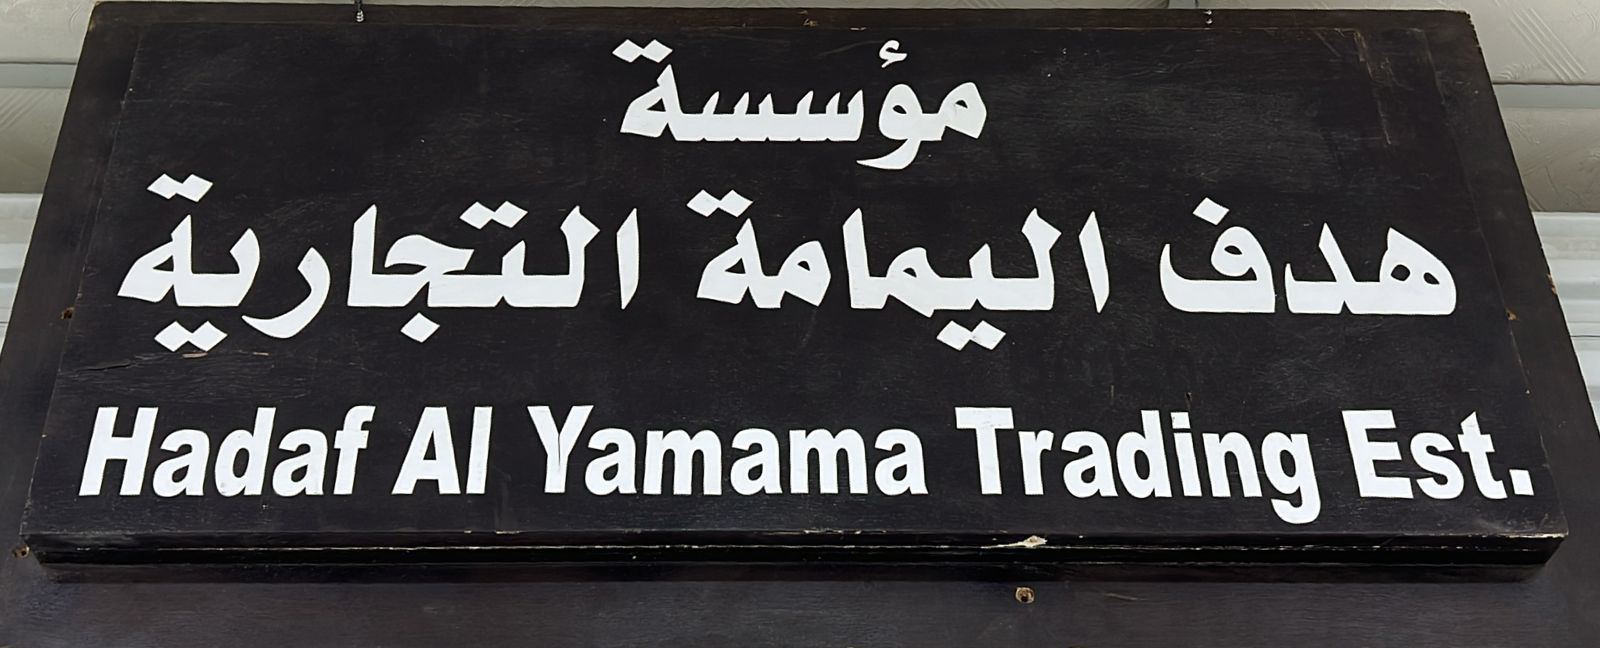 مؤسسة
هدف اليمامة التجارية
Hadaf Al Yamama Trading Est.